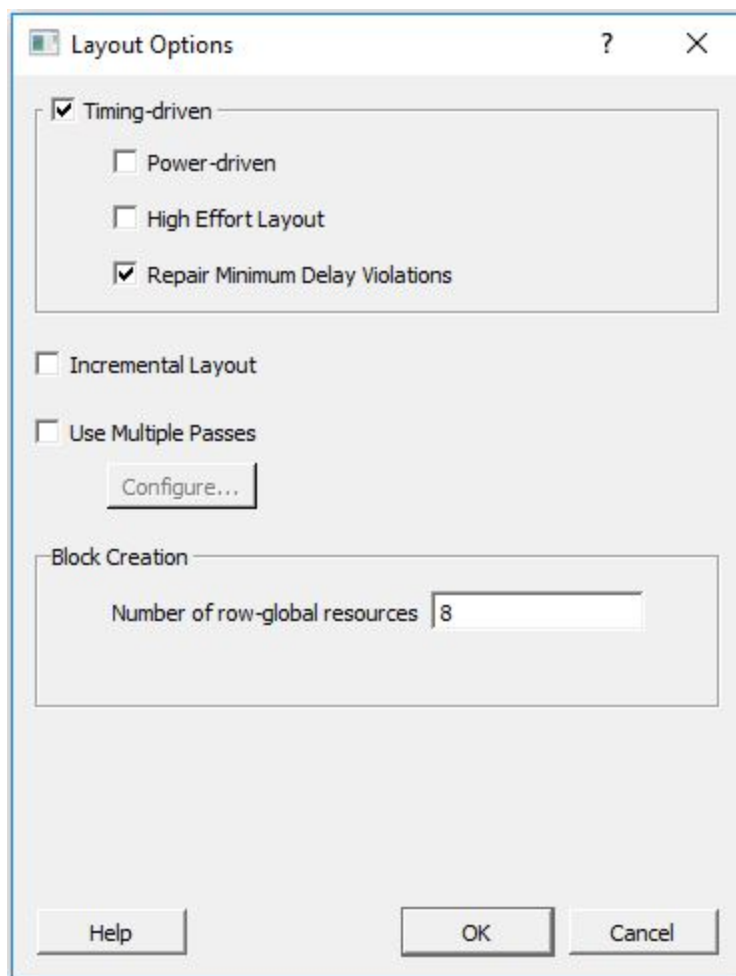 Layout Options
?
Timing-driven
Power-driven
High Effort Layout
Repair Minimum Delay Violations
Incremental Layout
Use Multiple Passes
Configure...
Block Creation
Number of row-global resources 8
Help OK Cancel